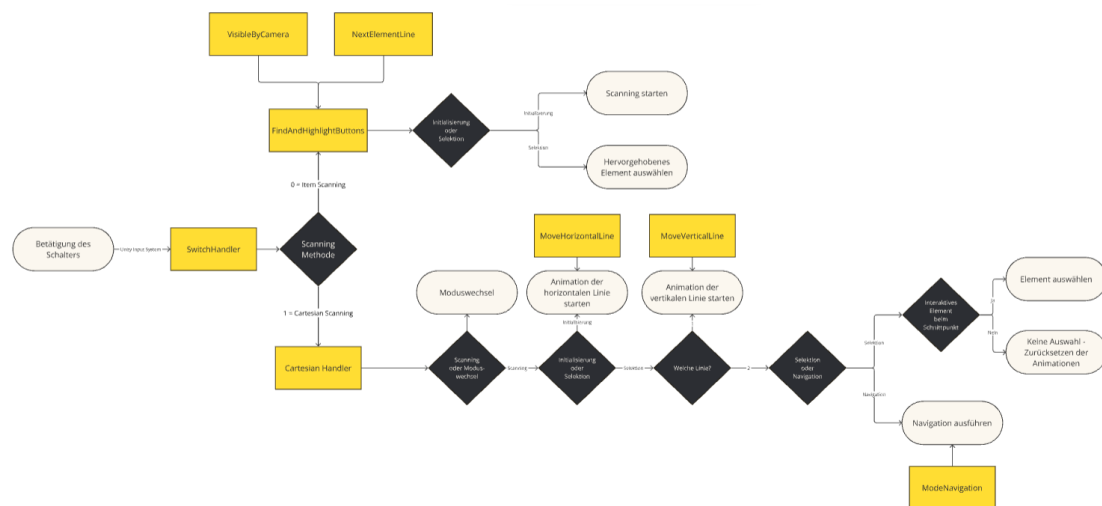 VisibleByCamera
NextElementLine
FindAndHighlightButtons
Initialisierung
oder
Selektion
Initialisierung
Scanning starten
Selektion
Hervorgehobenes
Element auswählen
0 = Item Scanning
Betätigung des
Schalters
Unity Input System
SwitchHandler
Scanning
Methode
1 = Cartesian Scanning
Cartesian Handler
Moduswechsel
Scanning
oder Modus-
wechsel
Scanning
MoveHorizontalLine
Animation der
horizontalen Linie
starten
Initialisierung
Initialisierung
oder
Selektion
Selektion
MoveVerticalLine
Animation der
vertikalen Linie starten
Welche Linie?
2
Selektion
oder
Navigation
Selektion
Navigation
Interaktives
Element
beim
Schnittpunkt
Ja
Element auswählen
Nein
Keine Auswahl -
Zurücksetzen der
Animationen
Navigation ausführen
ModeNavigation